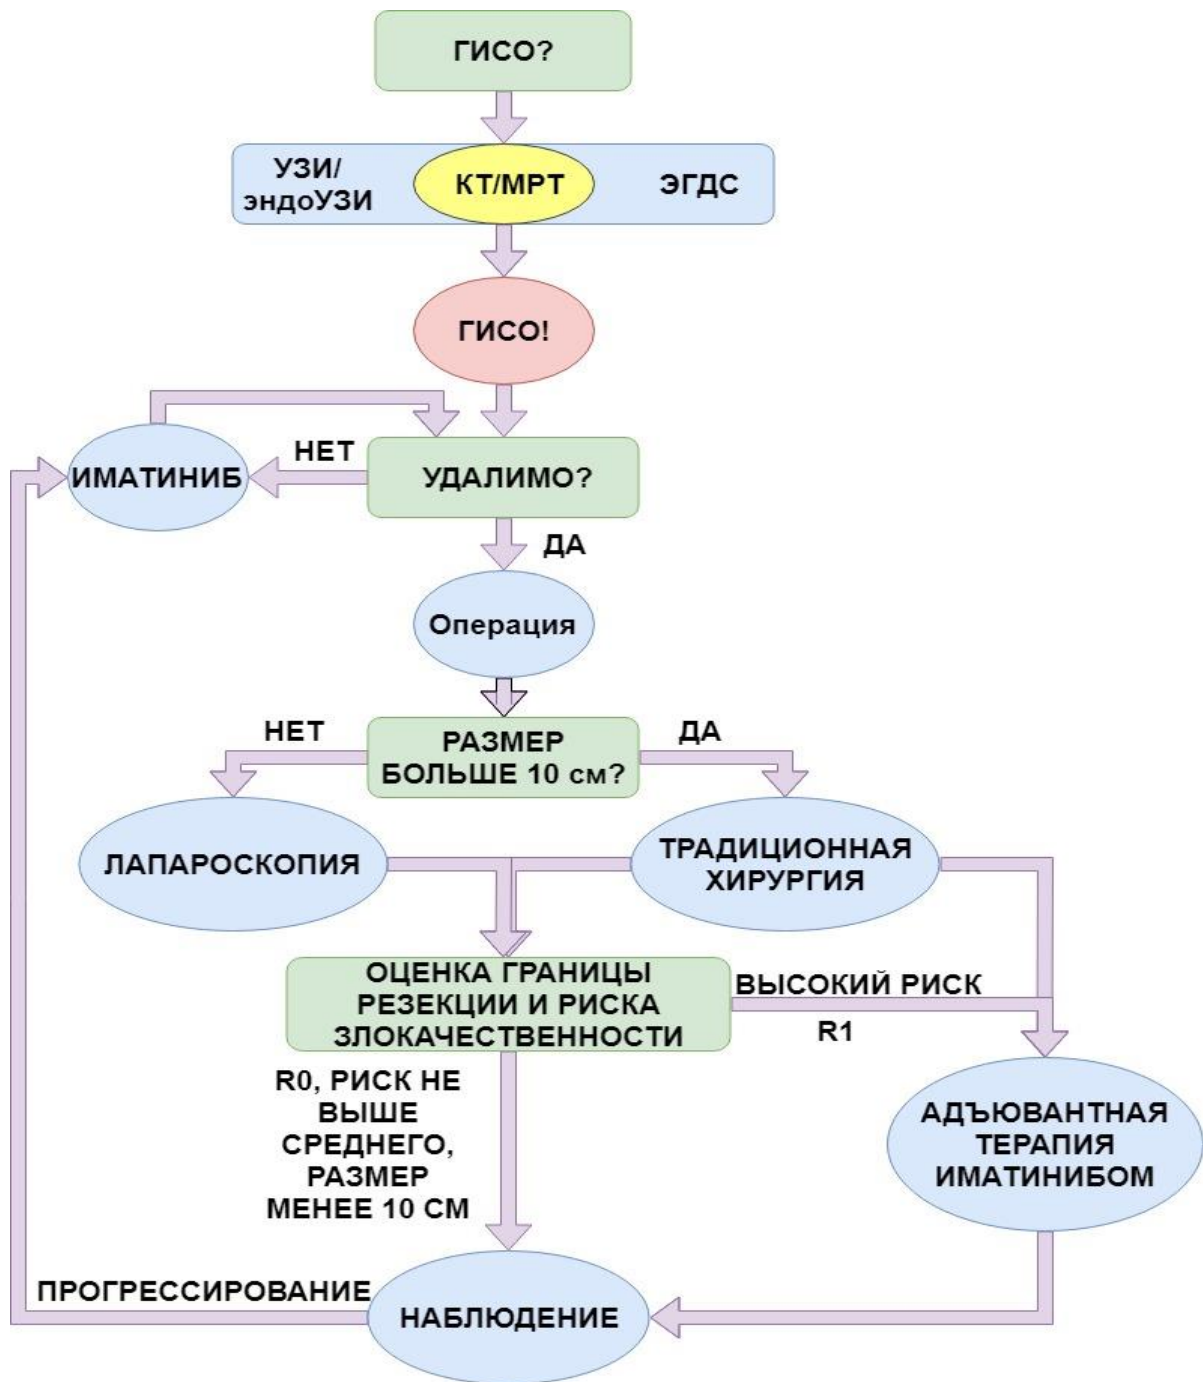 ГИСО?
УЗИ/
эндоУЗИ
КТ/МРТ
ЭГДС
ГИСО!
ИМАТИНИБ
НЕТ
УДАЛИМО?
ДА
Операция
НЕТ
РАЗМЕР
БОЛЬШЕ 10 см?
ДА
ЛАПАРОСКОПИЯ
ТРАДИЦИОННАЯ
ХИРУРГИЯ
ОЦЕНКА ГРАНИЦЫ
РЕЗЕКЦИИ И РИСКА
ЗЛОКАЧЕСТВЕННОСТИ
ВЫСОКИЙ РИСК
R1
R0, РИСК НЕ
ВЫШЕ
СРЕДНЕГО,
РАЗМЕР
МЕНЕЕ 10 СМ
АДЪЮВАНТНАЯ
ТЕРАПИЯ
ИМАТИНИБОМ
ПРОГРЕССИРОВАНИЕ
НАБЛЮДЕНИЕ